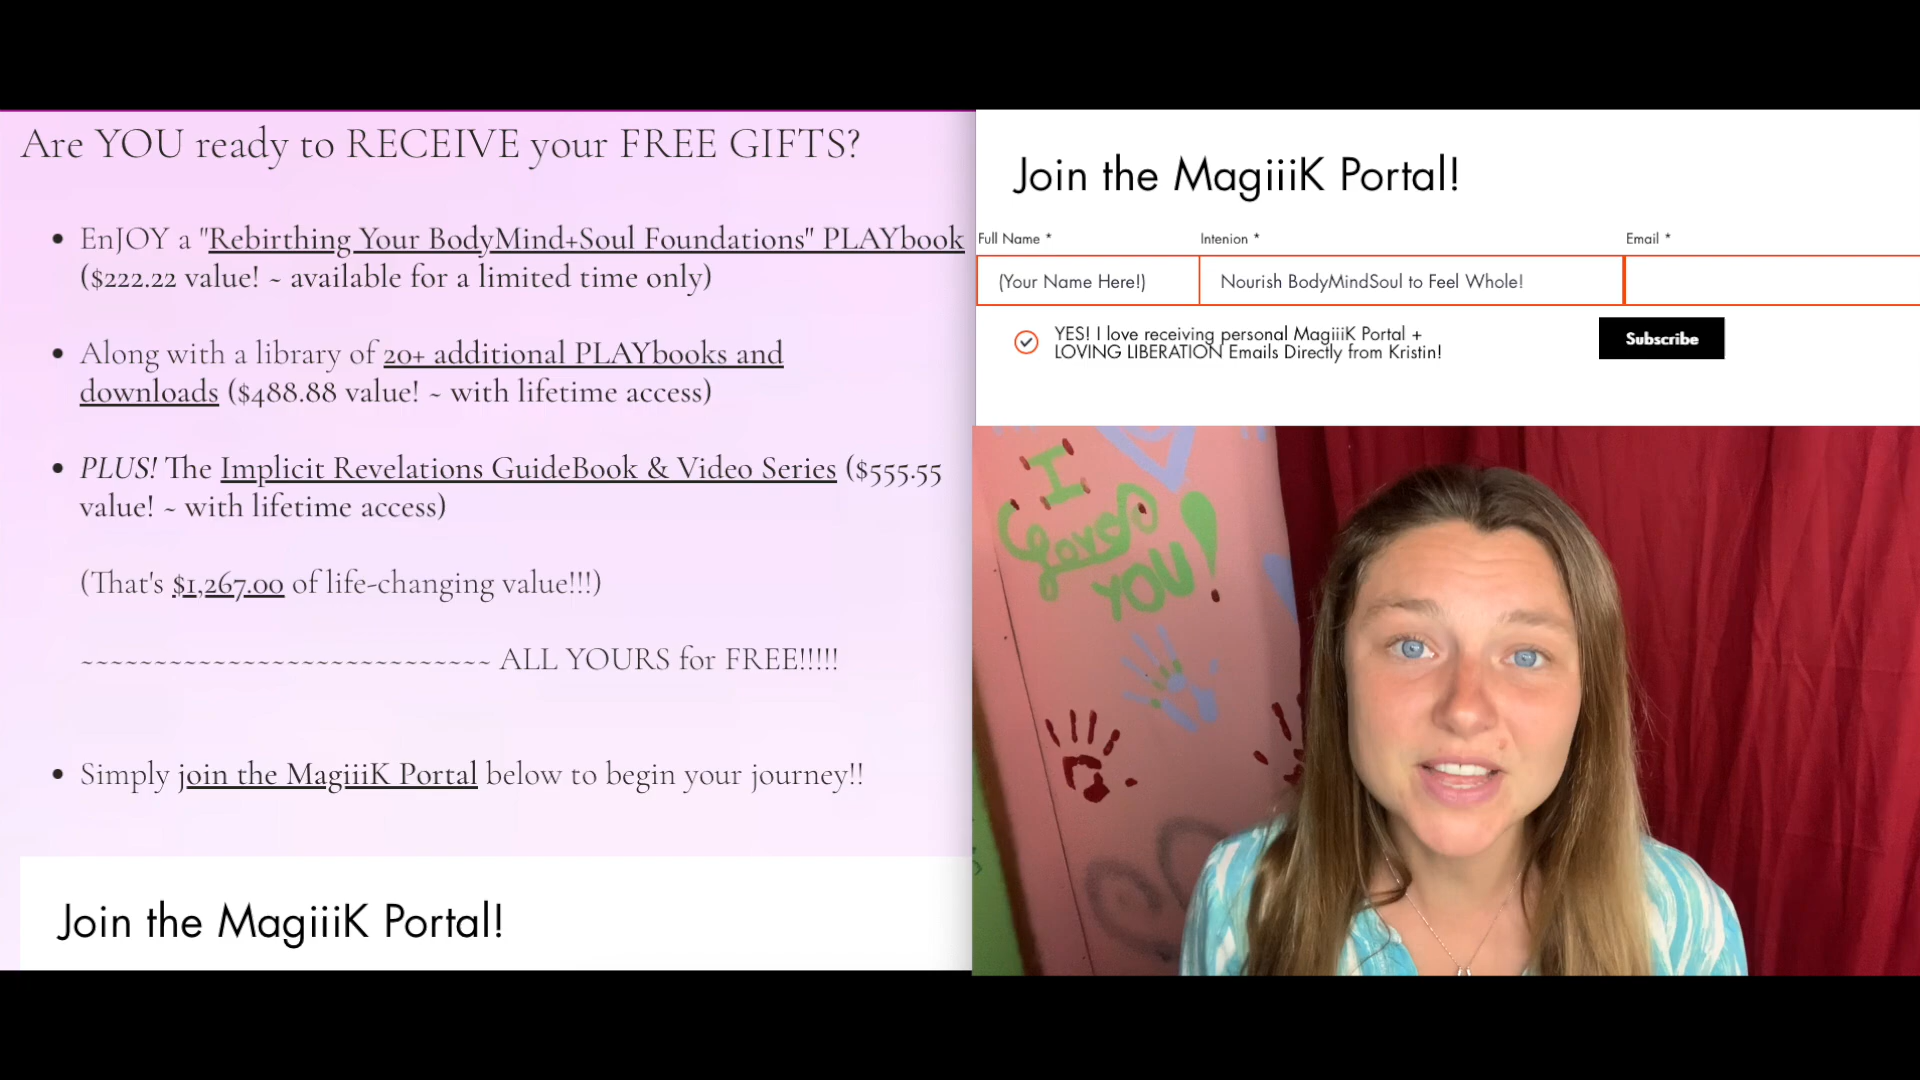 Are YOU ready to RECEIVE your FREE GIFTS?
• EnJOY a "Rebirthing Your BodyMind+Soul Foundations" PLAYbook
($222.22 value! ~ available for a limited time only)
• Along with a library of 20+ additional PLAYbooks and
downloads ($488.88 value! ~ with lifetime access)
• PLUS! The Implicit Revelations GuideBook & Video Series ($555.55
value! ~ with lifetime access)
(That's $1,267.00 of life-changing value!!!)
~~~~~~~~~~~~~~~~~~~~~~~~~~~~ ALL YOURS for FREE!!!!!
• Simply join the MagiiiK Portal below to begin your journey!!
Join the MagiiiK Portal!
Join the MagiiiK Portal!
Full Name * Intenion * Email *
(Your Name Here!) Nourish BodyMindSoul to Feel Whole!
YES! I love receiving personal MagiiiK Portal +
LOVING LIBERATION Emails Directly from Kristin!
Subscribe
I
Love
YOU!